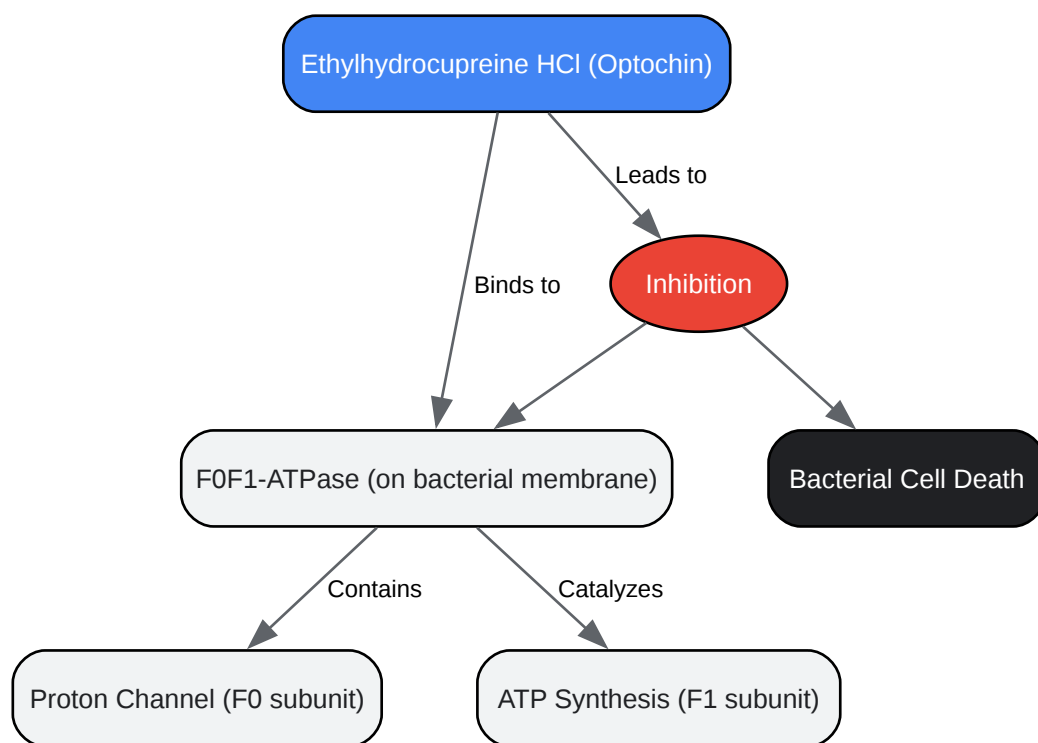 Ethylhydrocupreine HCl (Optochin)
Leads to
Inhibition
Binds to
F0F1-ATPase (on bacterial membrane)
Bacterial Cell Death
Contains
Catalyzes
Proton Channel (F0 subunit)
ATP Synthesis (F1 subunit)